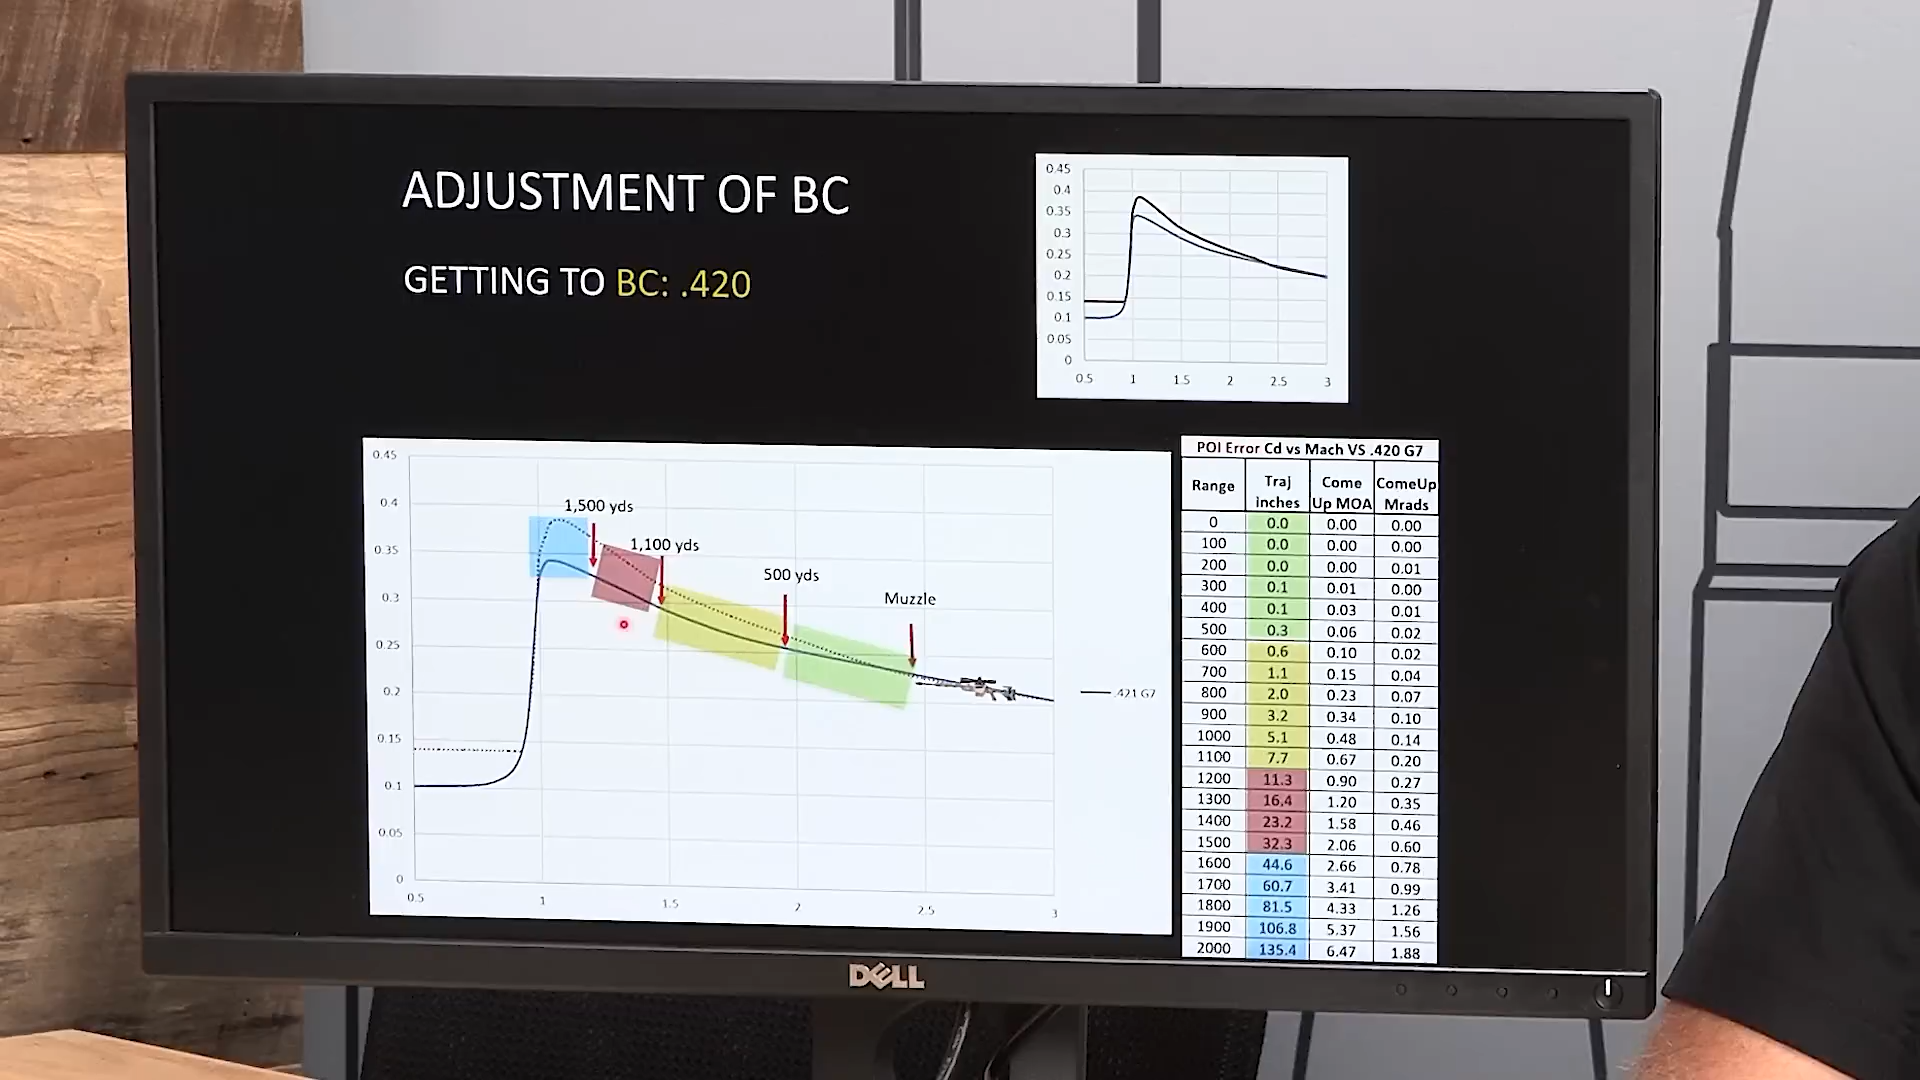 ADJUSTMENT OF BC
GETTING TO BC: .420
0.45
0.4
0.35
0.3
0.25
0.2
0.15
0.1
0.05
0
0.5 1 1.5 2 2.5 3
0.45
0.4
0.35
0.3
0.25
0.2
0.15
0.1
0.05
0
0.5 1 1.5 2 2.5 3
1,500 yds
1,100 yds
500 yds
Muzzle
.421 G7
POI Error Cd vs Mach VS .420 G7
Range Traj inches Come Up MOA ComeUp Mrads
0 0.0 0.00 0.00
100 0.0 0.00 0.00
200 0.0 0.00 0.01
300 0.1 0.01 0.00
400 0.1 0.03 0.01
500 0.3 0.06 0.02
600 0.6 0.10 0.02
700 1.1 0.15 0.04
800 2.0 0.23 0.07
900 3.2 0.34 0.10
1000 5.1 0.48 0.14
1100 7.7 0.67 0.20
1200 11.3 0.90 0.27
1300 16.4 1.20 0.35
1400 23.2 1.58 0.46
1500 32.3 2.06 0.60
1600 44.6 2.66 0.78
1700 60.7 3.41 0.99
1800 81.5 4.33 1.26
1900 106.8 5.37 1.56
2000 135.4 6.47 1.88
DELL